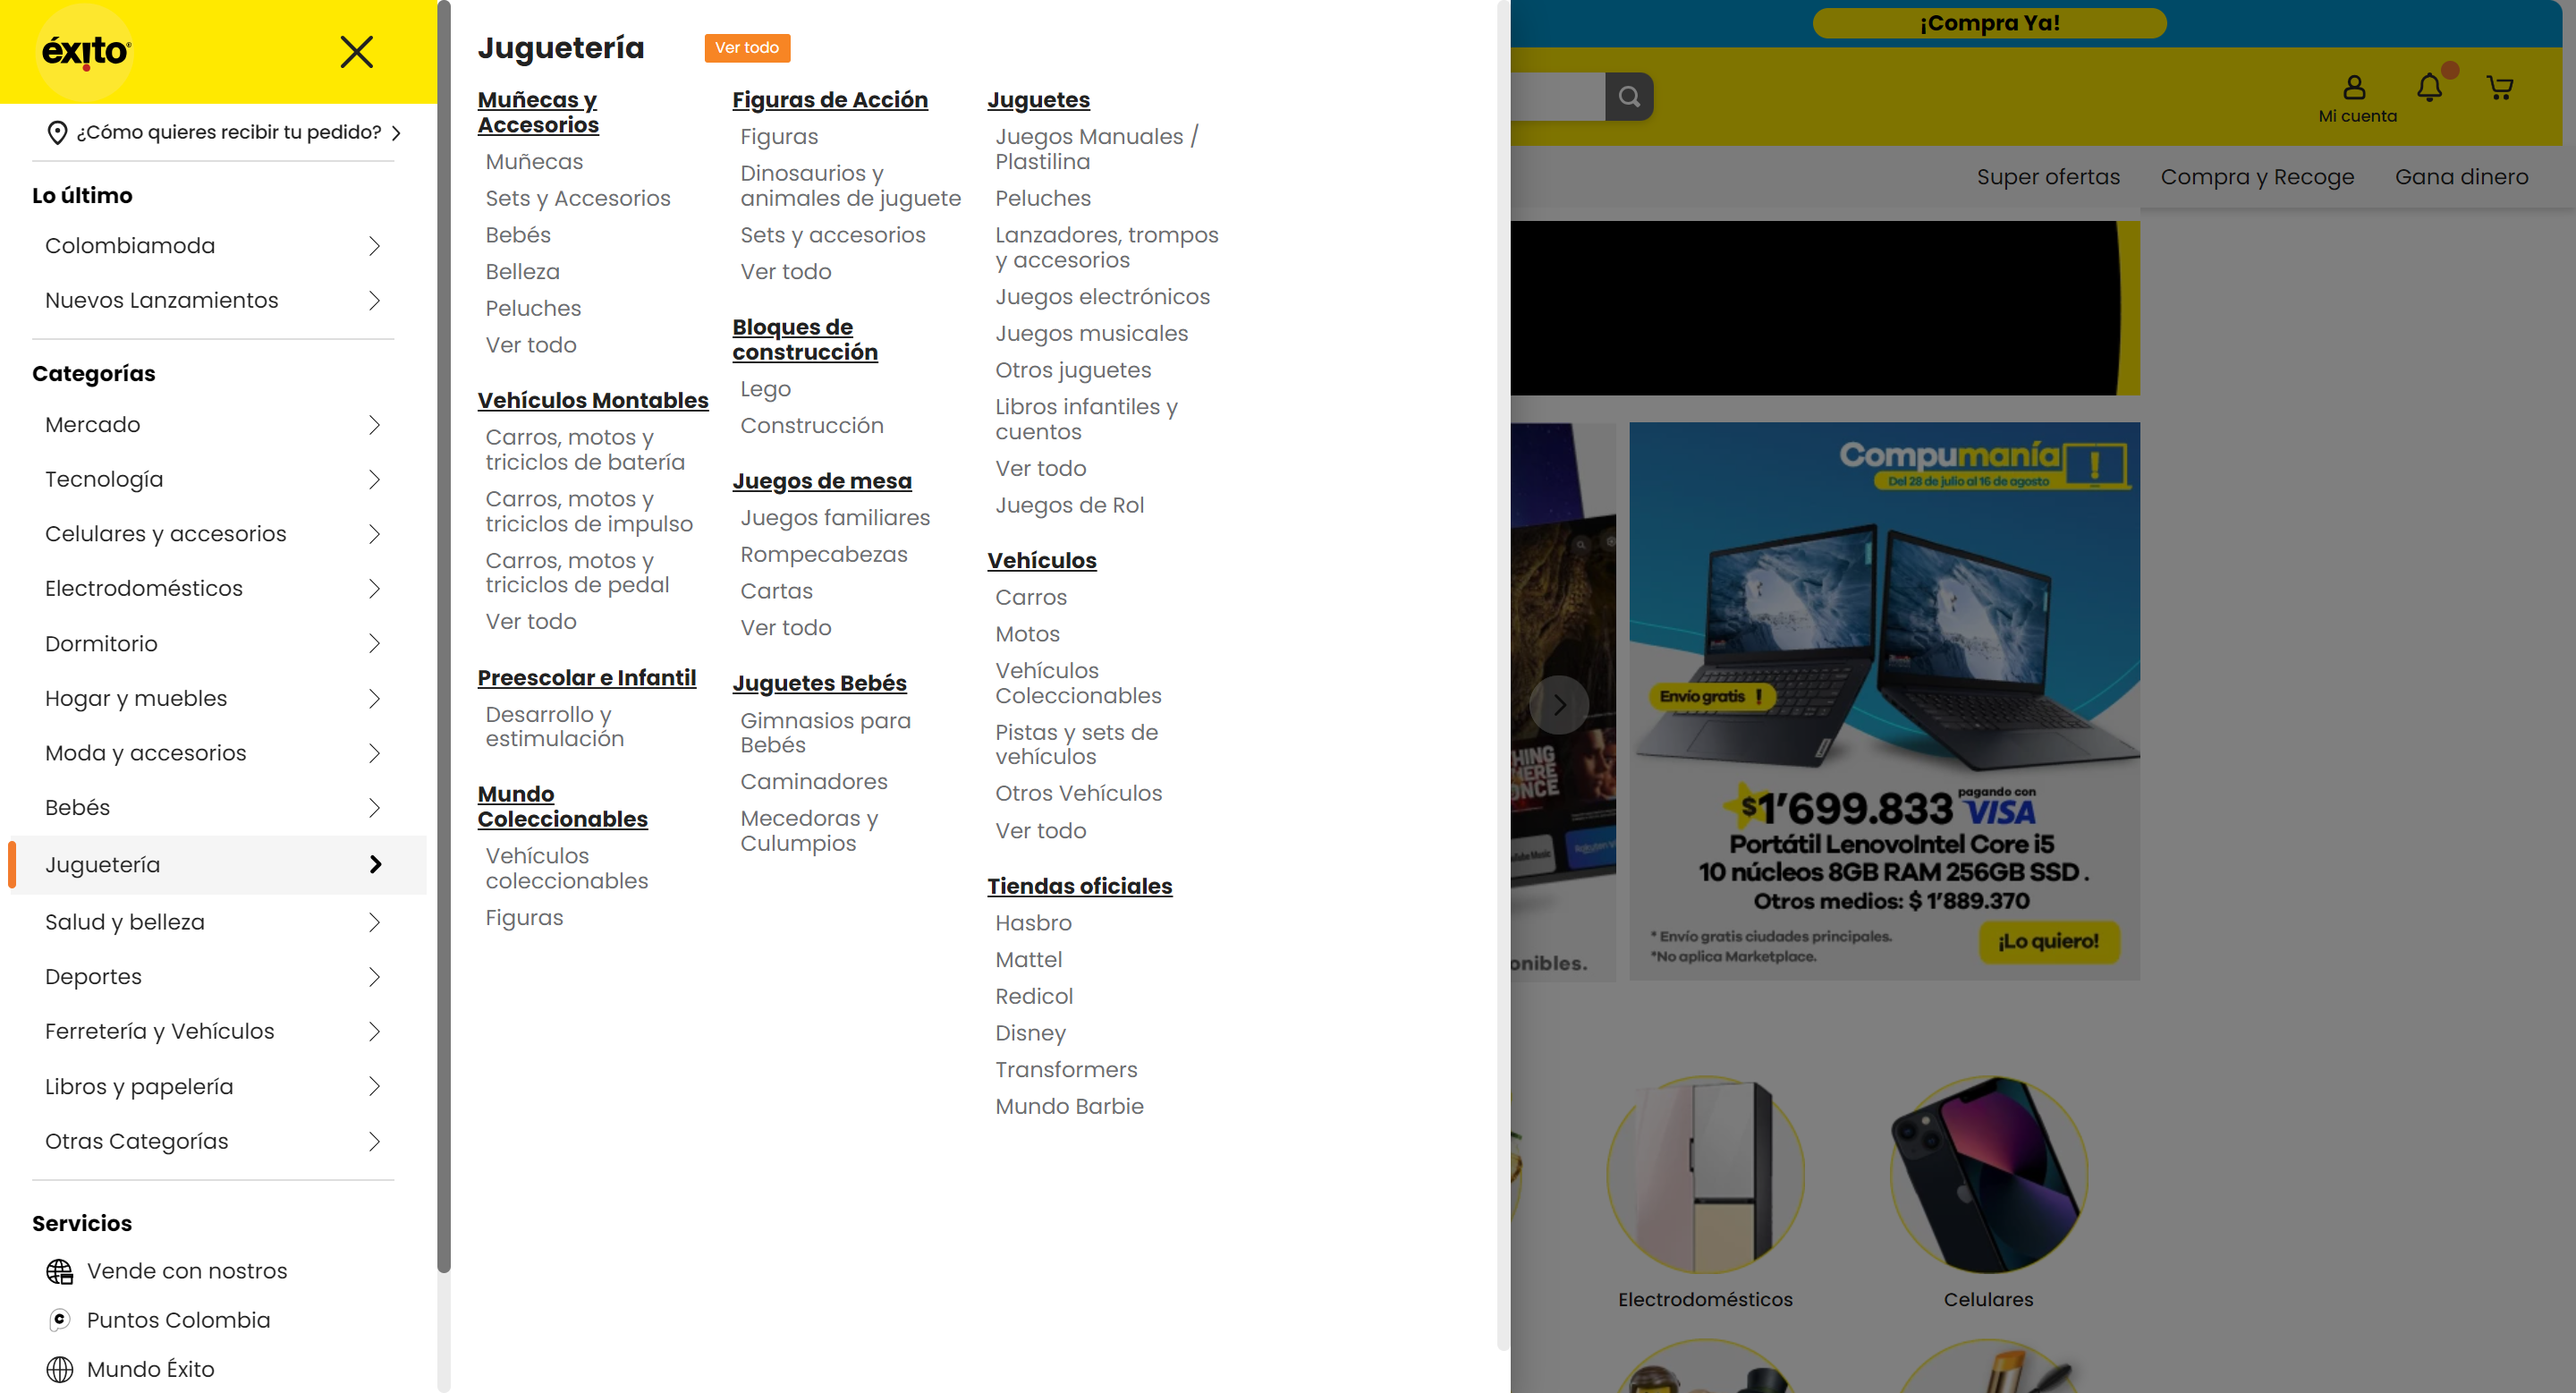 éxito
¿Cómo quieres recibir tu pedido?
Lo último
Colombiamoda
Nuevos Lanzamientos
Categorías
Mercado
Tecnología
Celulares y accesorios
Electrodomésticos
Dormitorio
Hogar y muebles
Moda y accesorios
Bebés
Juguetería
Salud y belleza
Deportes
Ferretería y Vehículos
Libros y papelería
Otras Categorías
Servicios
Vende con nostros
Puntos Colombia
Mundo Éxito
Juguetería
Ver todo
Muñecas y
Accesorios
Muñecas
Sets y Accesorios
Bebés
Belleza
Peluches
Ver todo
Vehículos Montables
Carros, motos y
triciclos de batería
Carros, motos y
triciclos de impulso
Carros, motos y
triciclos de pedal
Ver todo
Preescolar e Infantil
Desarrollo y
estimulación
Mundo
Coleccionables
Vehículos
coleccionables
Figuras
Figuras de Acción
Figuras
Dinosaurios y
animales de juguete
Sets y accesorios
Ver todo
Bloques de
construcción
Lego
Construcción
Juegos de mesa
Juegos familiares
Rompecabezas
Cartas
Ver todo
Juguetes Bebés
Gimnasios para
Bebés
Caminadores
Mecedoras y
Culumpios
Juguetes
Juegos Manuales /
Plastilina
Peluches
Lanzadores, trompos
y accesorios
Juegos electrónicos
Juegos musicales
Otros juguetes
Libros infantiles y
cuentos
Ver todo
Juegos de Rol
Vehículos
Carros
Motos
Vehículos
Coleccionables
Pistas y sets de
vehículos
Otros Vehículos
Ver todo
Tiendas oficiales
Hasbro
Mattel
Redicol
Disney
Transformers
Mundo Barbie
¡Compra Ya!
Mi cuenta
Super ofertas
Compra y Recoge
Gana dinero
onibles.
Compumanía
Del 28 de julio al 16 de agosto
Envío gratis !
$1'699.833 pagando con VISA
Portátil LenovoIntel Core i5
10 núcleos 8GB RAM 256GB SSD .
Otros medios: $ 1'889.370
* Envío gratis ciudades principales.
*No aplica Marketplace.
¡Lo quiero!
Electrodomésticos
Celulares